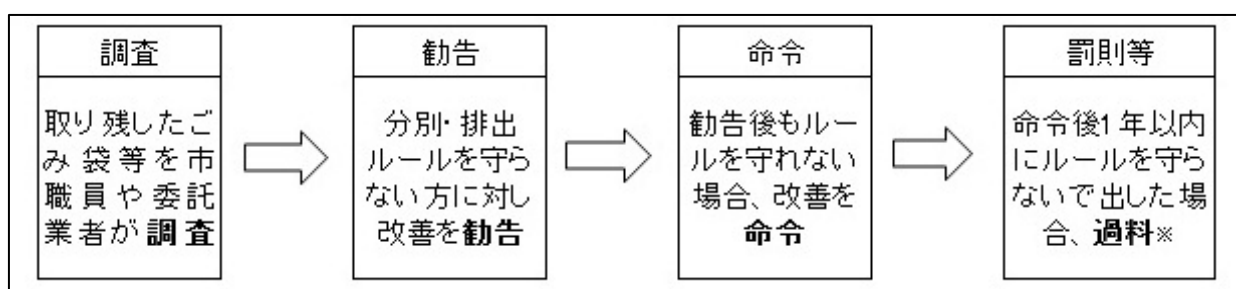 調査
取り残したご
み袋等を市
職員や委託
業者が調査
勧告
分別・排出
ルールを守ら
ない方に対し
改善を勧告
命令
勧告後もルー
ルを守れない
場合、改善を
命令
罰則等
命令後1年以内
にルールを守ら
ないで出した場
合、過料※